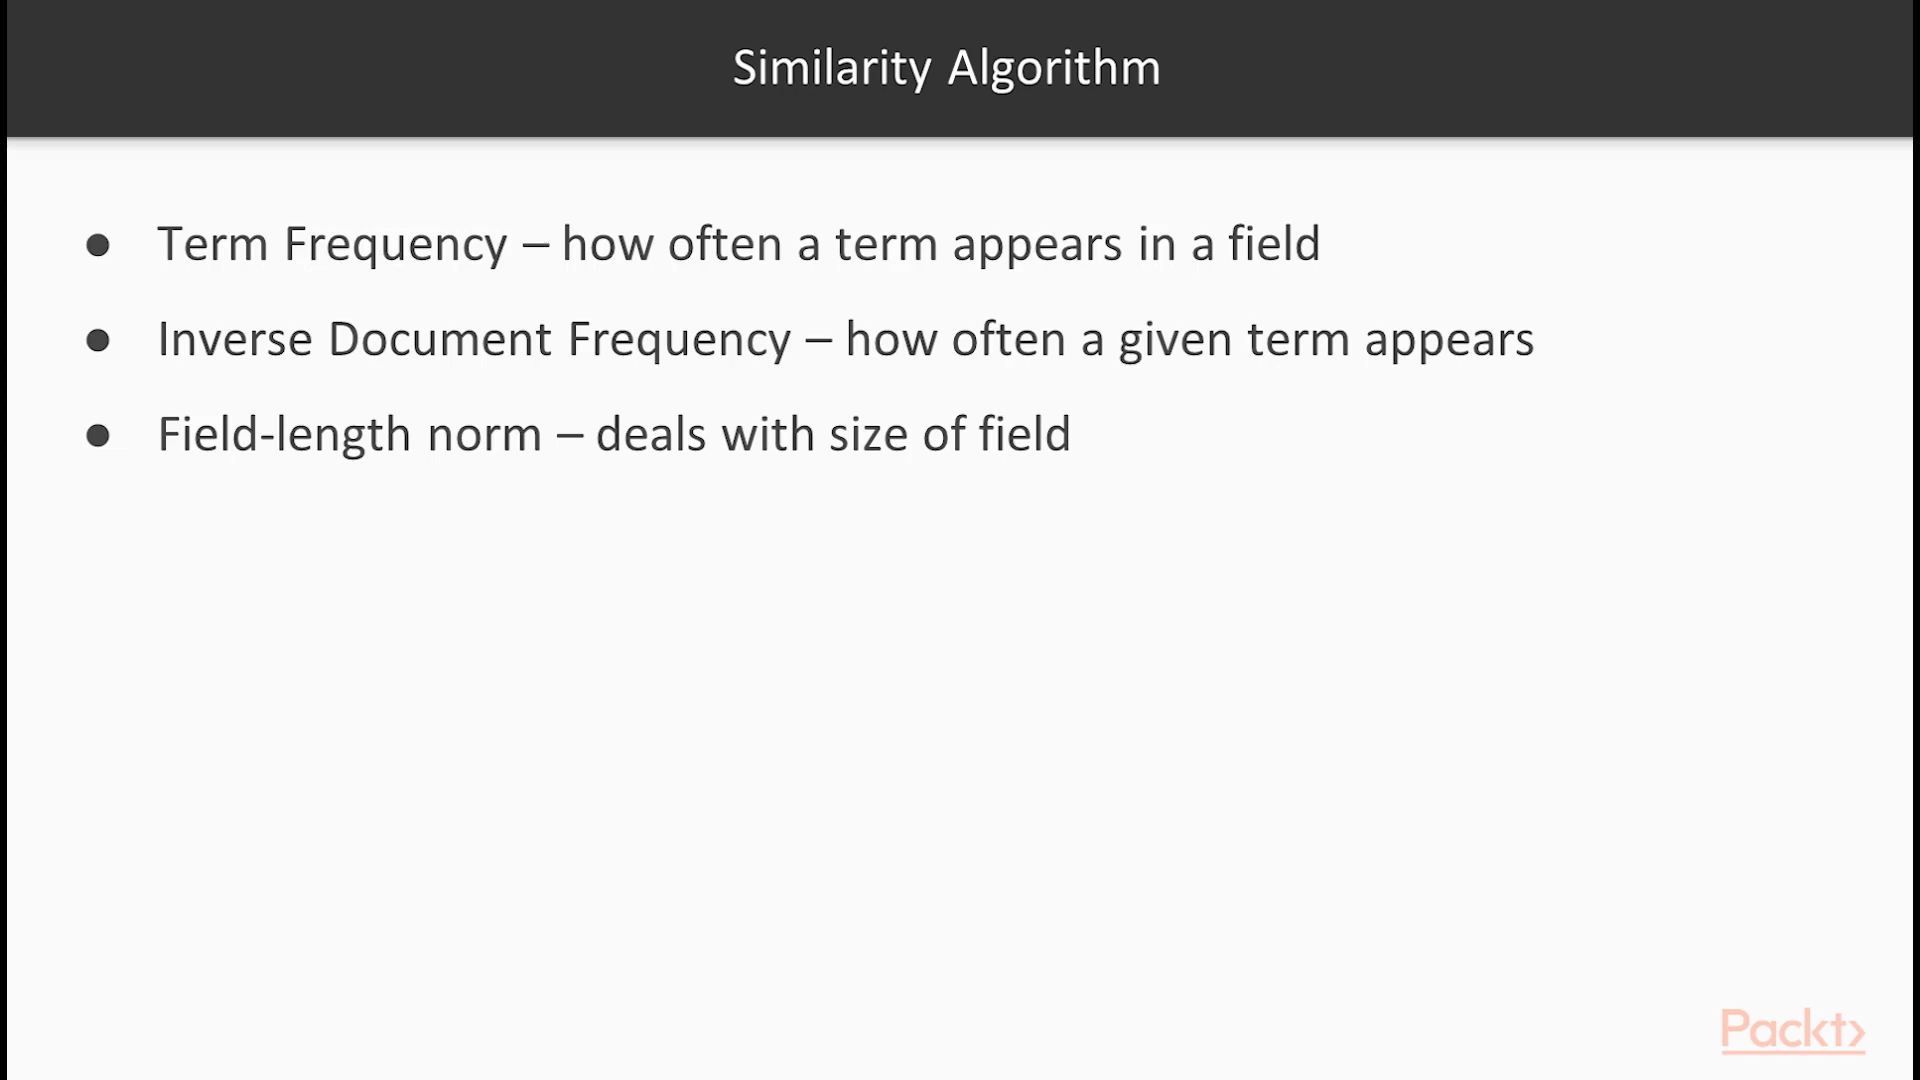 Similarity Algorithm
● Term Frequency – how often a term appears in a field
● Inverse Document Frequency – how often a given term appears
● Field-length norm – deals with size of field
Packt>